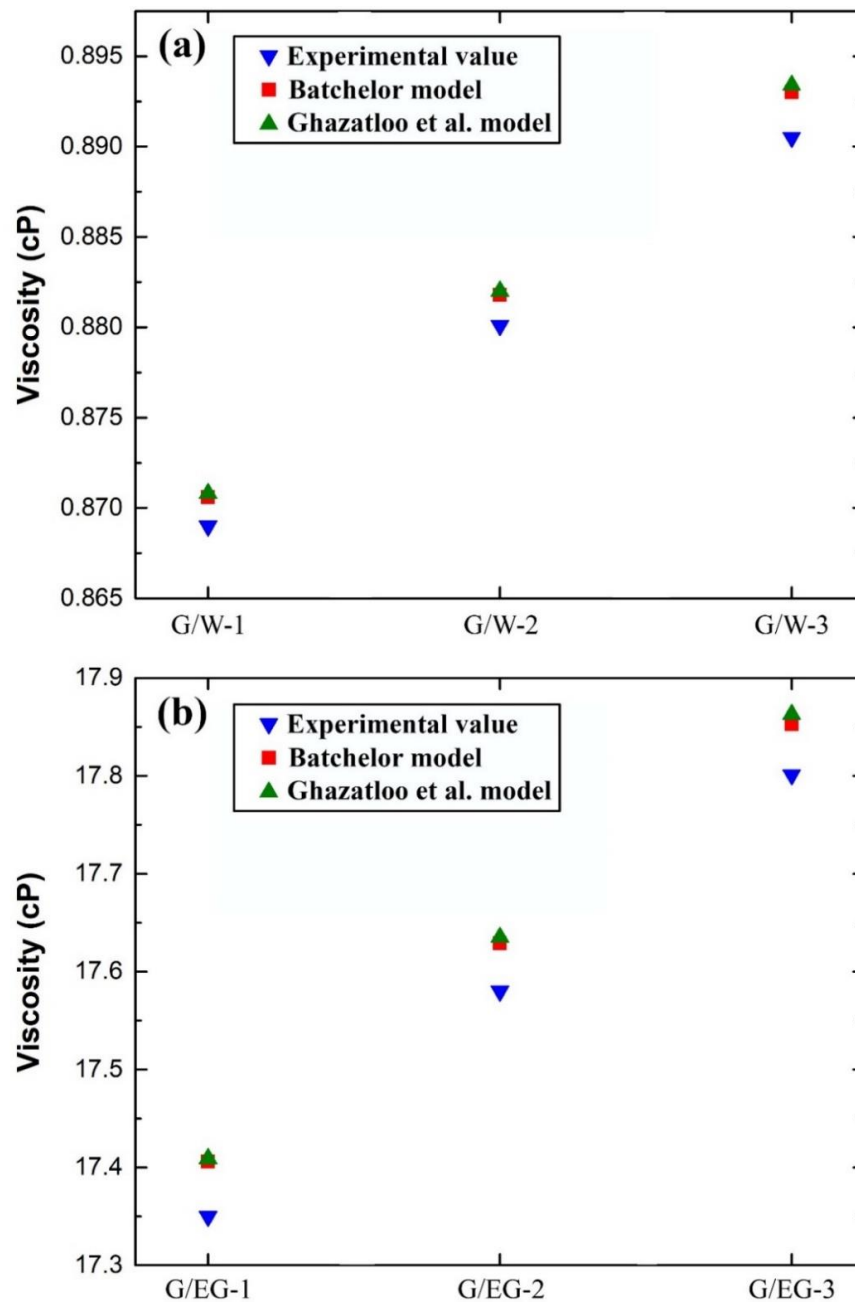 (a)
Experimental value
Batchelor model
Ghazatloo et al. model
Viscosity (cP)
0.895
0.890
0.885
0.880
0.875
0.870
0.865
G/W-1 G/W-2 G/W-3
(b)
Experimental value
Batchelor model
Ghazatloo et al. model
Viscosity (cP)
17.9
17.8
17.7
17.6
17.5
17.4
17.3
G/EG-1 G/EG-2 G/EG-3